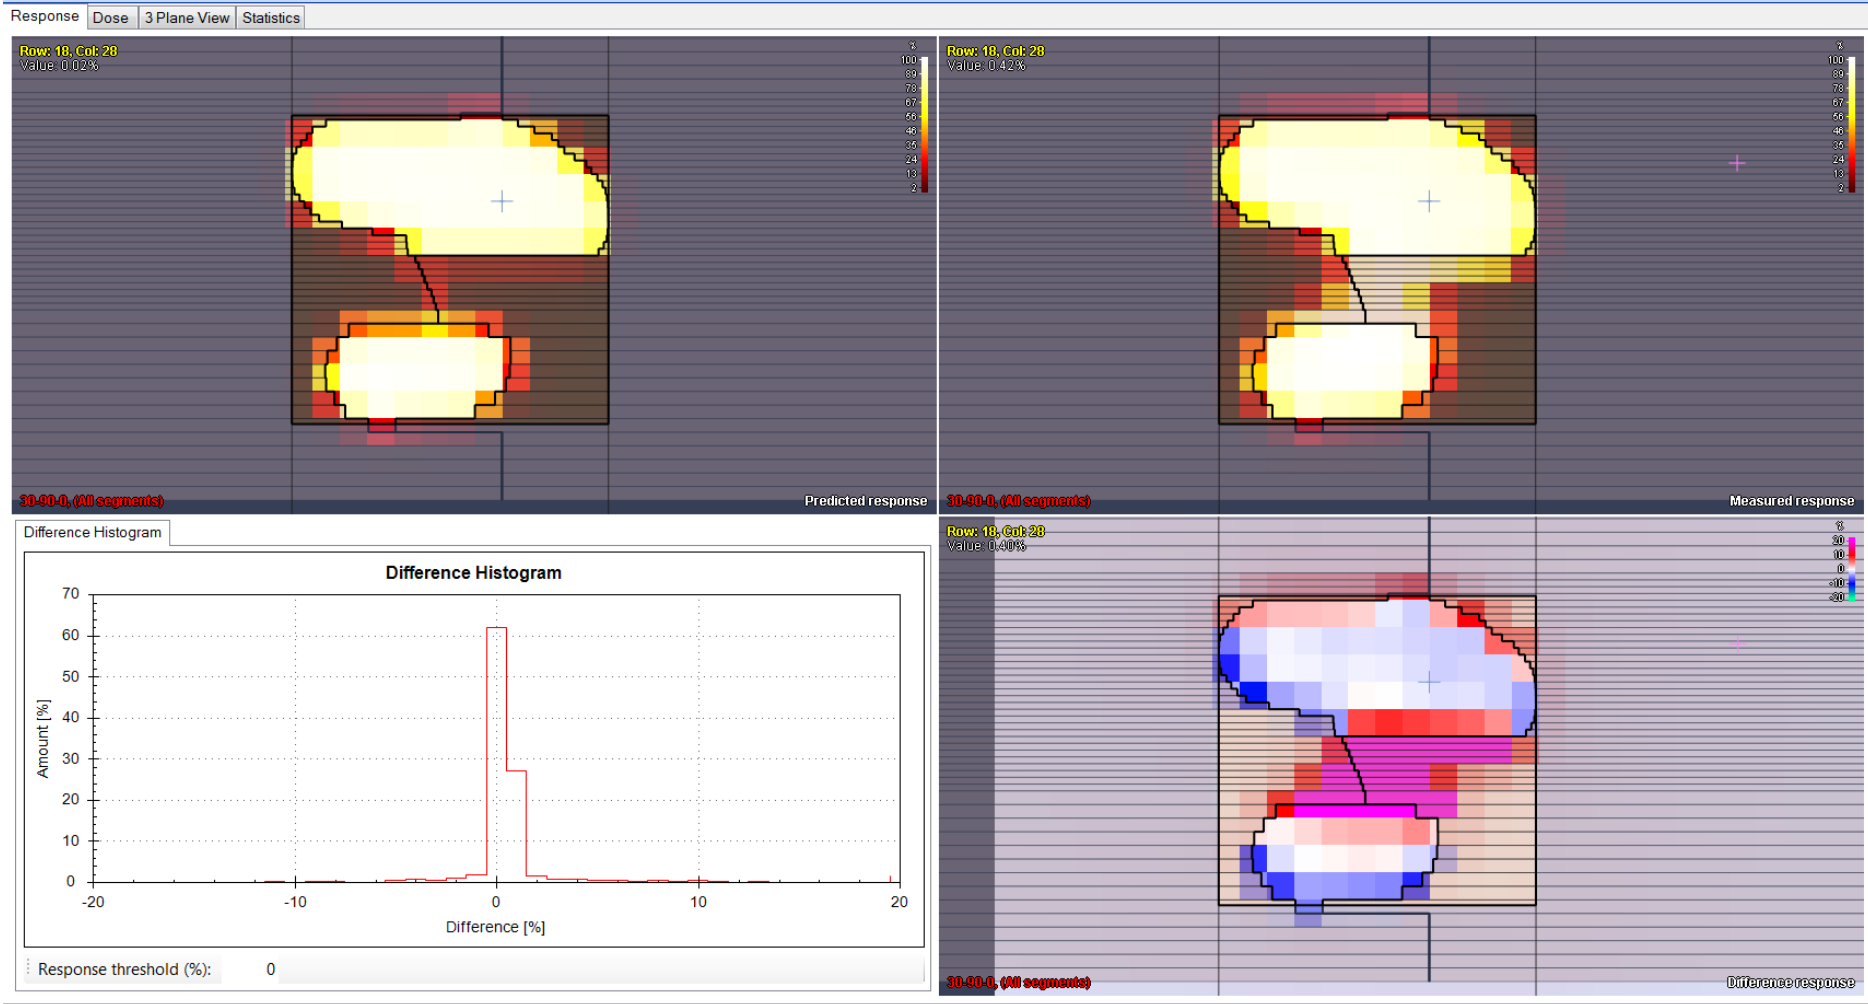 Response Dose 3 Plane View Statistics
Row: 18, Col: 28
Value: 0.02%
%
100
89
78
67
56
46
35
24
13
2
30-90-0, (All segments)
Predicted response
Row: 18, Col: 28
Value: 0.42%
%
100
89
78
67
56
46
35
24
13
2
30-90-0, (All segments)
Measured response
Difference Histogram
Difference Histogram
70
60
50
40
30
20
10
0
Amount [%]
-20 -10 0 10 20
Difference [%]
Response threshold (%): 0
Row: 18, Col: 28
Value: 0.40%
%
20
10
0
-10
-20
30-90-0, (All segments)
Difference response